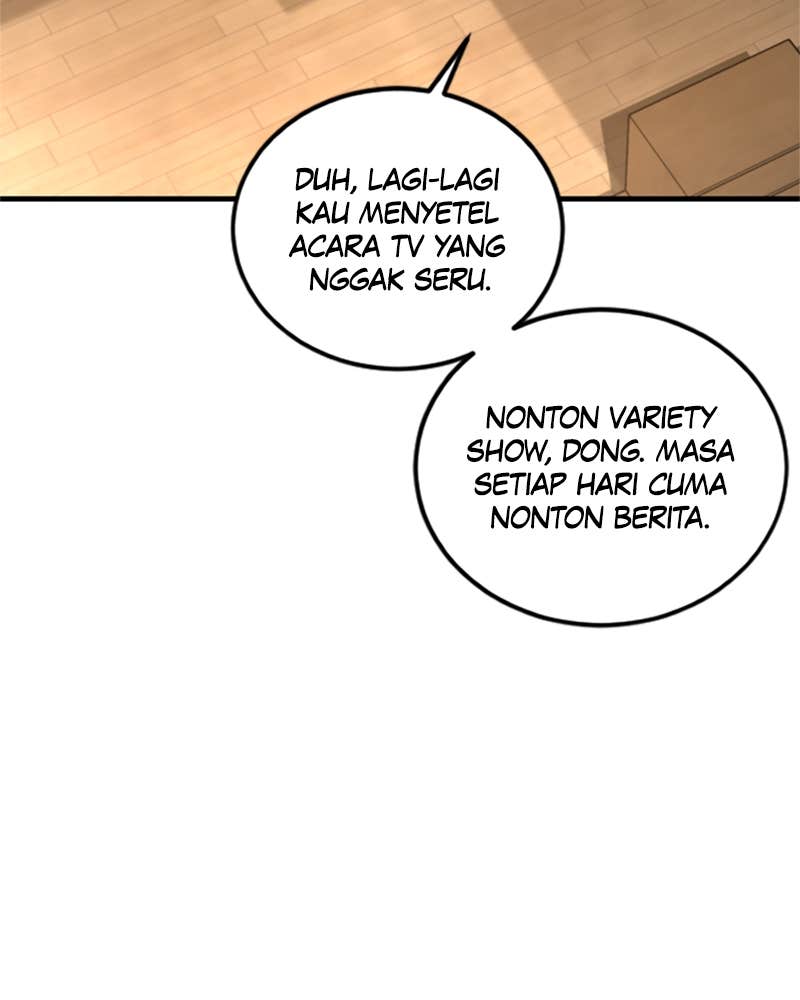 DUH, LAGI-LAGI
KAU MENYETEL
ACARA TV YANG
NGGAK SERU.
NONTON VARIETY
SHOW, DONG. MASA
SETIAP HARI CUMA
NONTON BERITA.